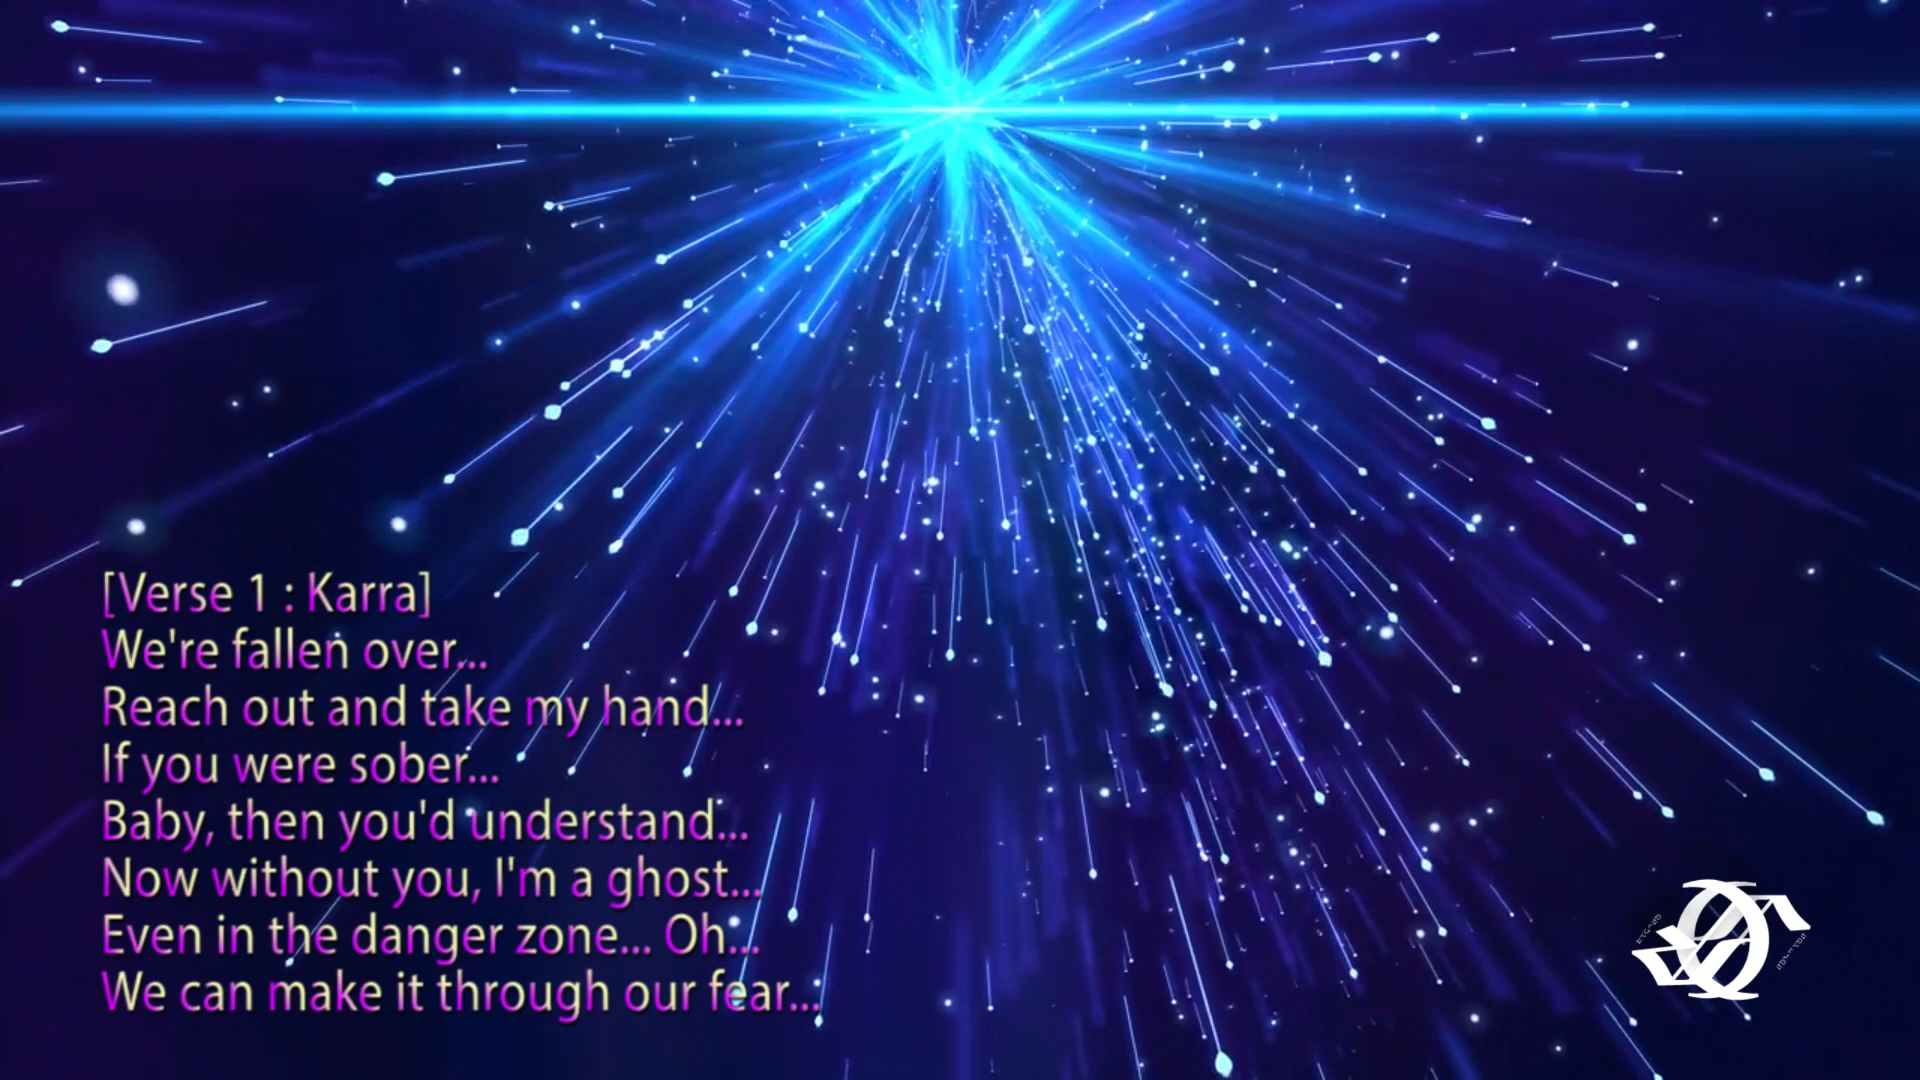 [Verse 1 : Karra]
We're fallen over...
Reach out and take my hand...
If you were sober...
Baby, then you'd understand...
Now without you, I'm a ghost...
Even in the danger zone... Oh...
We can make it through our fear...